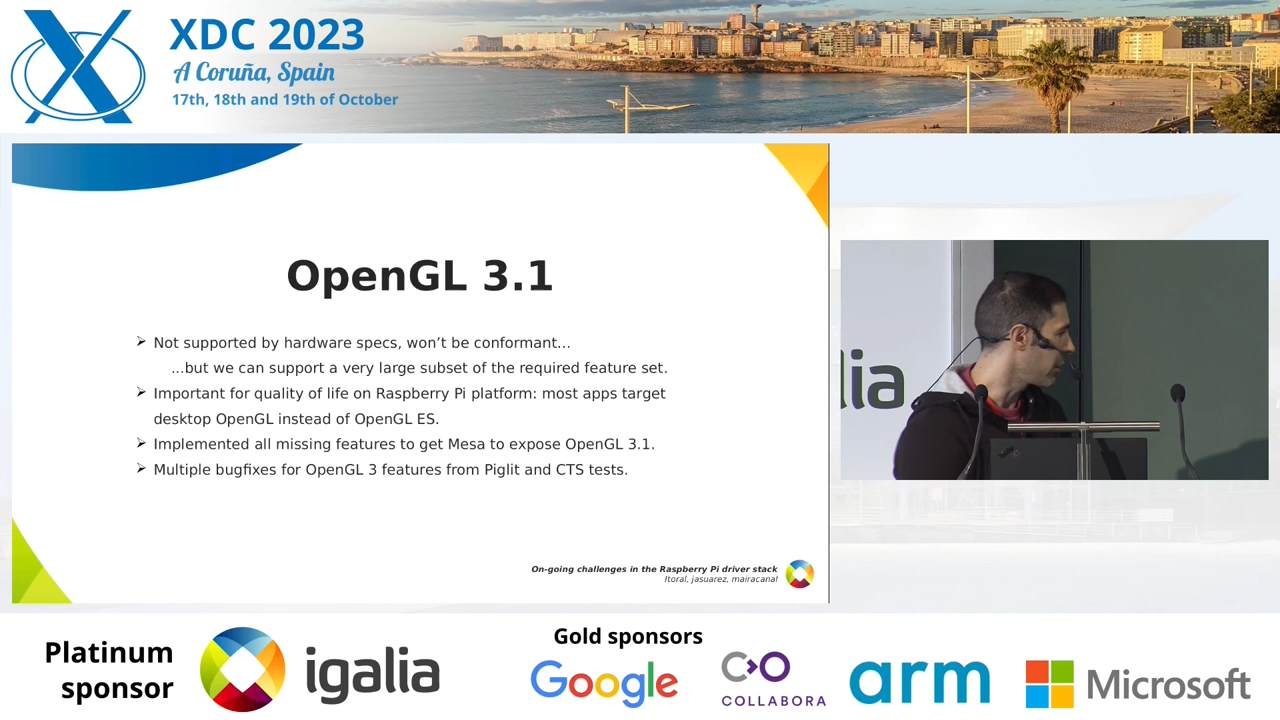 XDC 2023
A Coruña, Spain
17th, 18th and 19th of October
OpenGL 3.1
➢ Not supported by hardware specs, won’t be conformant…
…but we can support a very large subset of the required feature set.
➢ Important for quality of life on Raspberry Pi platform: most apps target
desktop OpenGL instead of OpenGL ES.
➢ Implemented all missing features to get Mesa to expose OpenGL 3.1.
➢ Multiple bugfixes for OpenGL 3 features from Piglit and CTS tests.
On-going challenges in the Raspberry Pi driver stack
Itoral, jasuarez, mairacanal
lia
Platinum
sponsor
igalia
Gold sponsors
Google
COLLABORA
arm
Microsoft